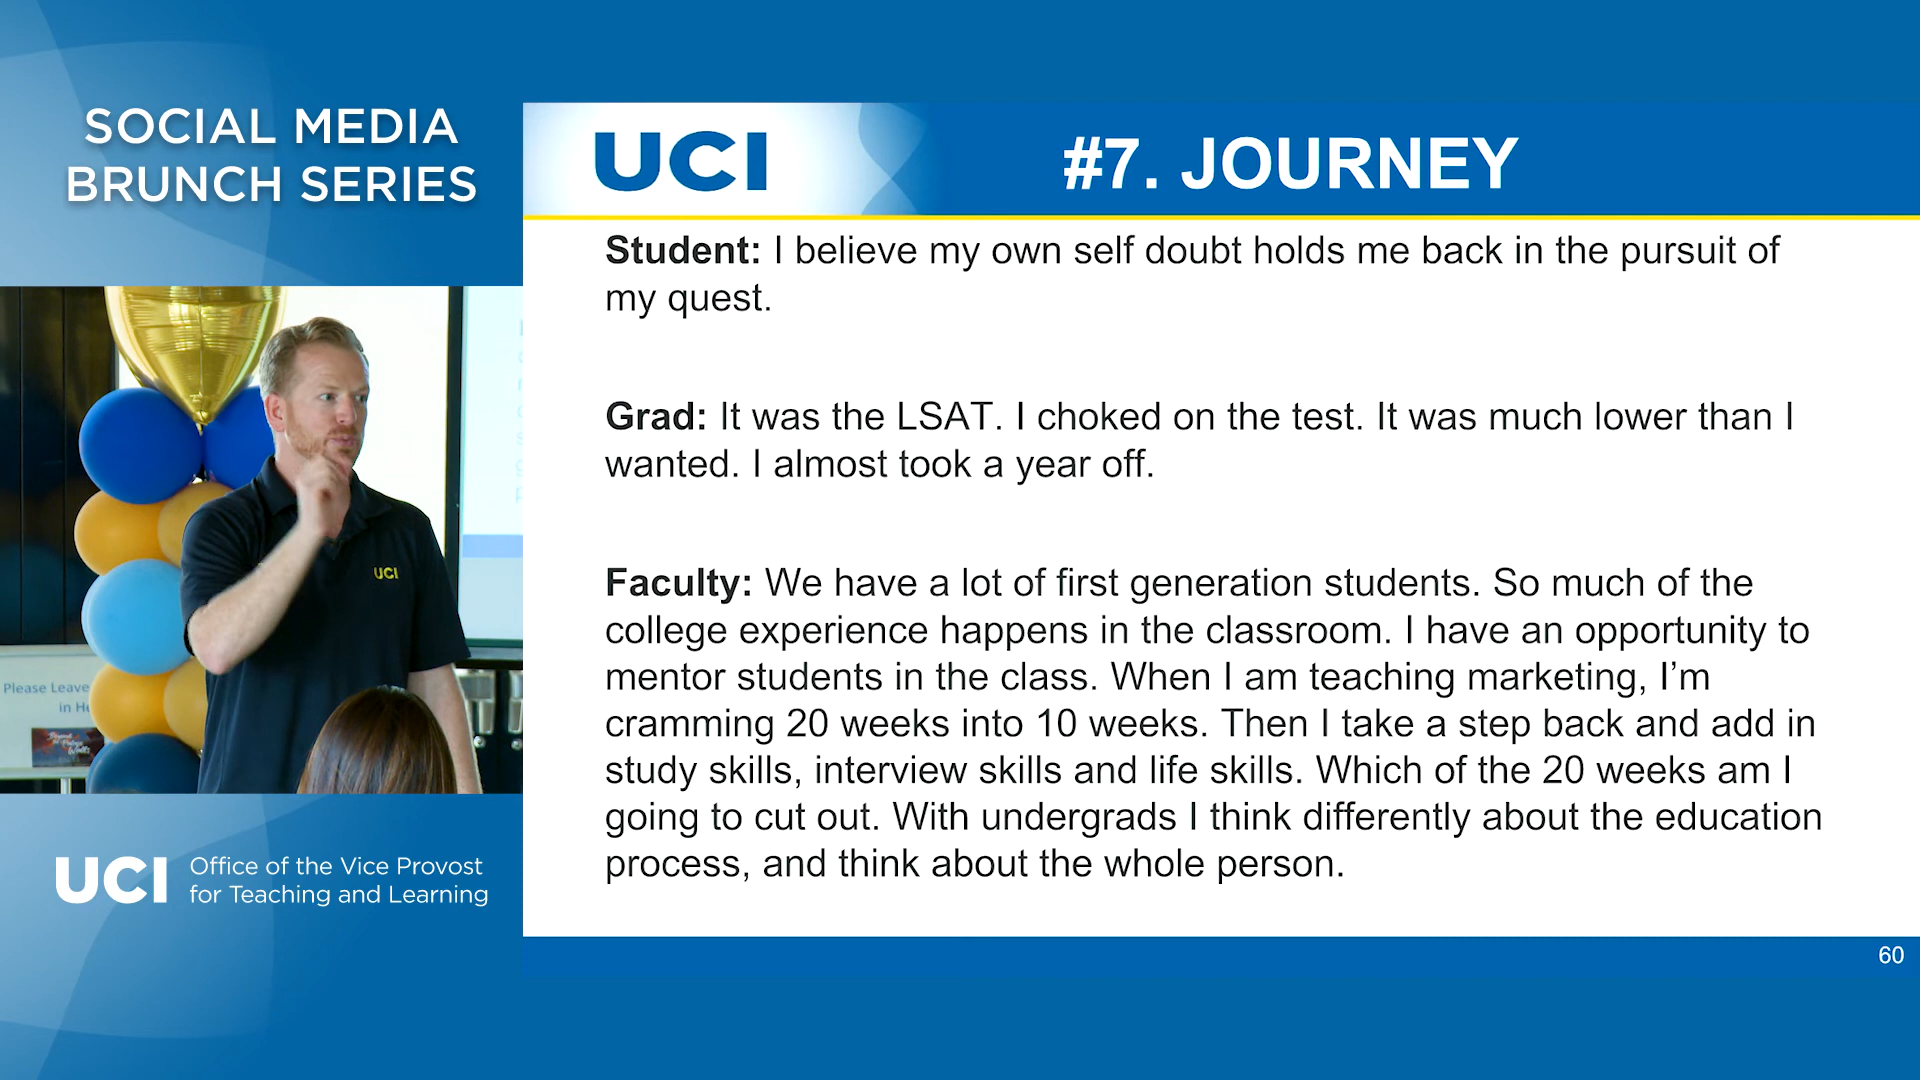 SOCIAL MEDIA
BRUNCH SERIES
UCI
#7. JOURNEY
Student: I believe my own self doubt holds me back in the pursuit of
my quest.
Grad: It was the LSAT. I choked on the test. It was much lower than I
wanted. I almost took a year off.
Faculty: We have a lot of first generation students. So much of the
college experience happens in the classroom. I have an opportunity to
mentor students in the class. When I am teaching marketing, I’m
cramming 20 weeks into 10 weeks. Then I take a step back and add in
study skills, interview skills and life skills. Which of the 20 weeks am I
going to cut out. With undergrads I think differently about the education
process, and think about the whole person.
60
UCI
Please Leave
in
UCI
Office of the Vice Provost
for Teaching and Learning